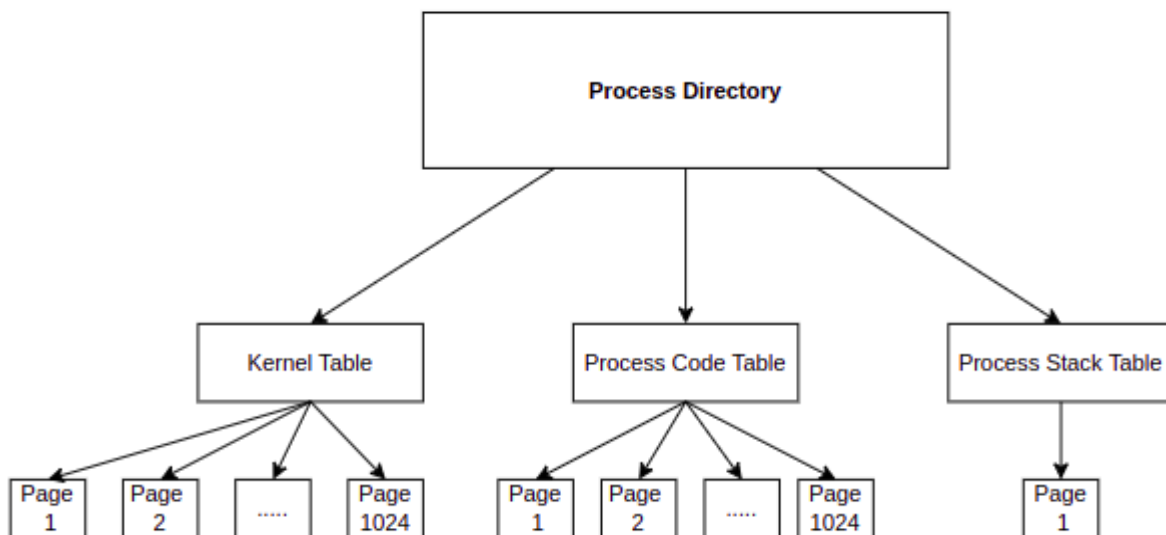 Process Directory
Kernel Table
Process Code Table
Process Stack Table
Page
1
Page
2
.....
Page
1024
Page
1
Page
2
.....
Page
1024
Page
1